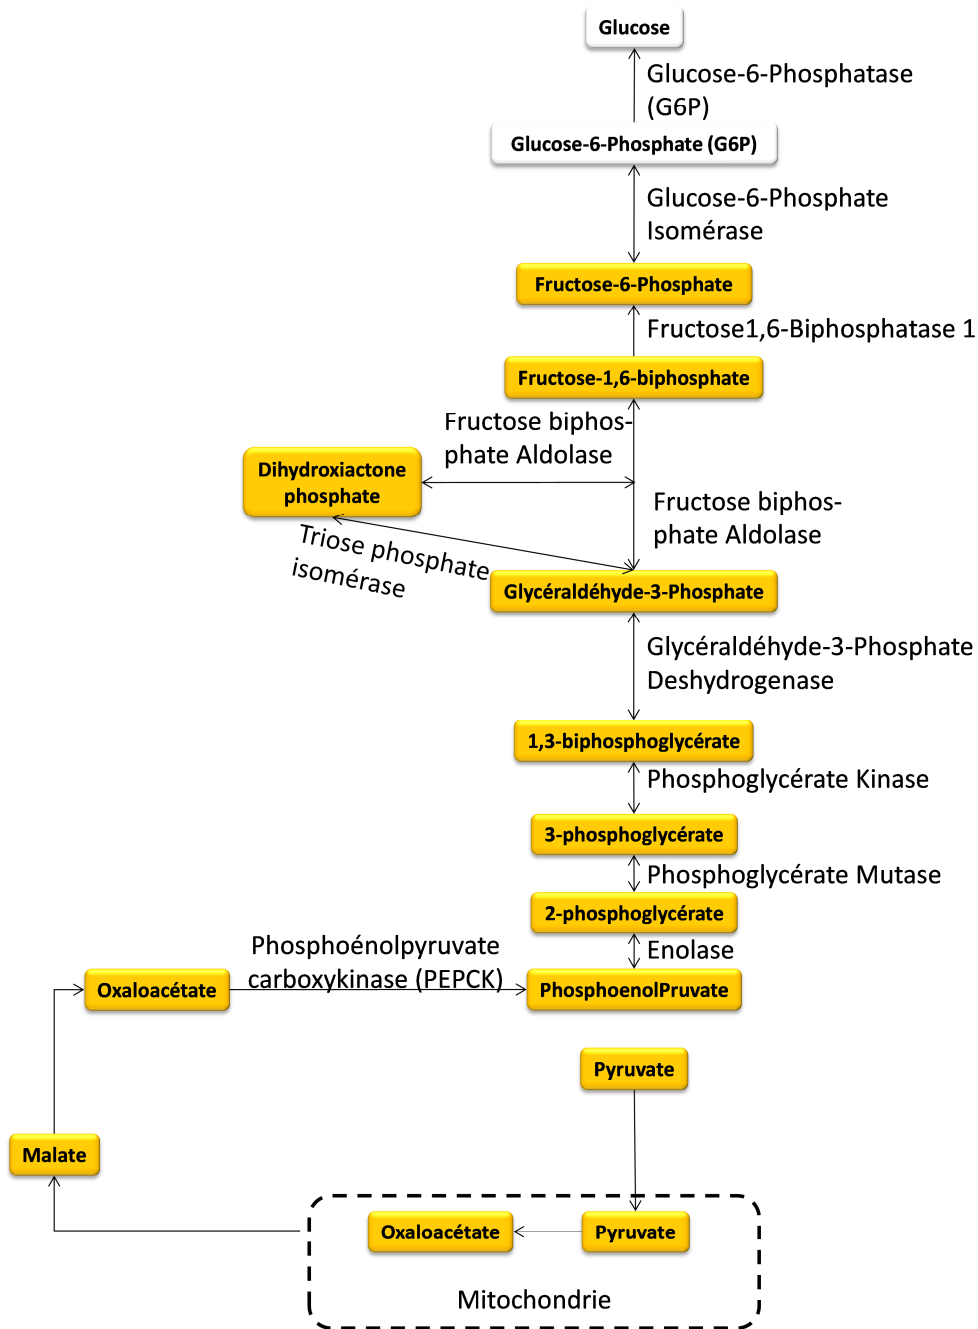 Glucose
Glucose-6-Phosphatase
(G6P)
Glucose-6-Phosphate (G6P)
Glucose-6-Phosphate
Isomérase
Fructose-6-Phosphate
Fructose1,6-Biphosphatase 1
Fructose-1,6-biphosphate
Fructose biphos-
phate Aldolase
Dihydroxiactone
phosphate
Fructose biphos-
phate Aldolase
Triose phosphate
isomérase
Glycéraldéhyde-3-Phosphate
Glycéraldéhyde-3-Phosphate
Deshydrogenase
1,3-biphosphoglycérate
Phosphoglycérate Kinase
3-phosphoglycérate
Phosphoglycérate Mutase
2-phosphoglycérate
Enolase
Phosphoénolpyruvate
carboxykinase (PEPCK)
Oxaloacétate
PhosphoenolPruvate
Pyruvate
Malate
Oxaloacétate
Pyruvate
Mitochondrie